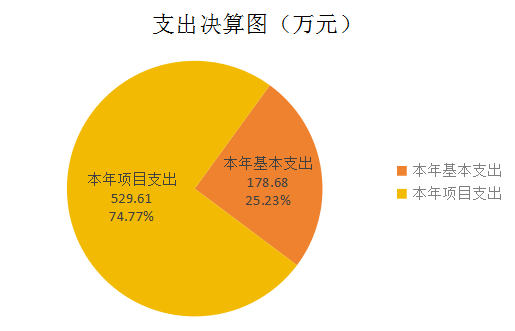 支出决算图（万元）
本年基本支出
178.68
25.23%
本年项目支出
529.61
74.77%
本年基本支出
本年项目支出